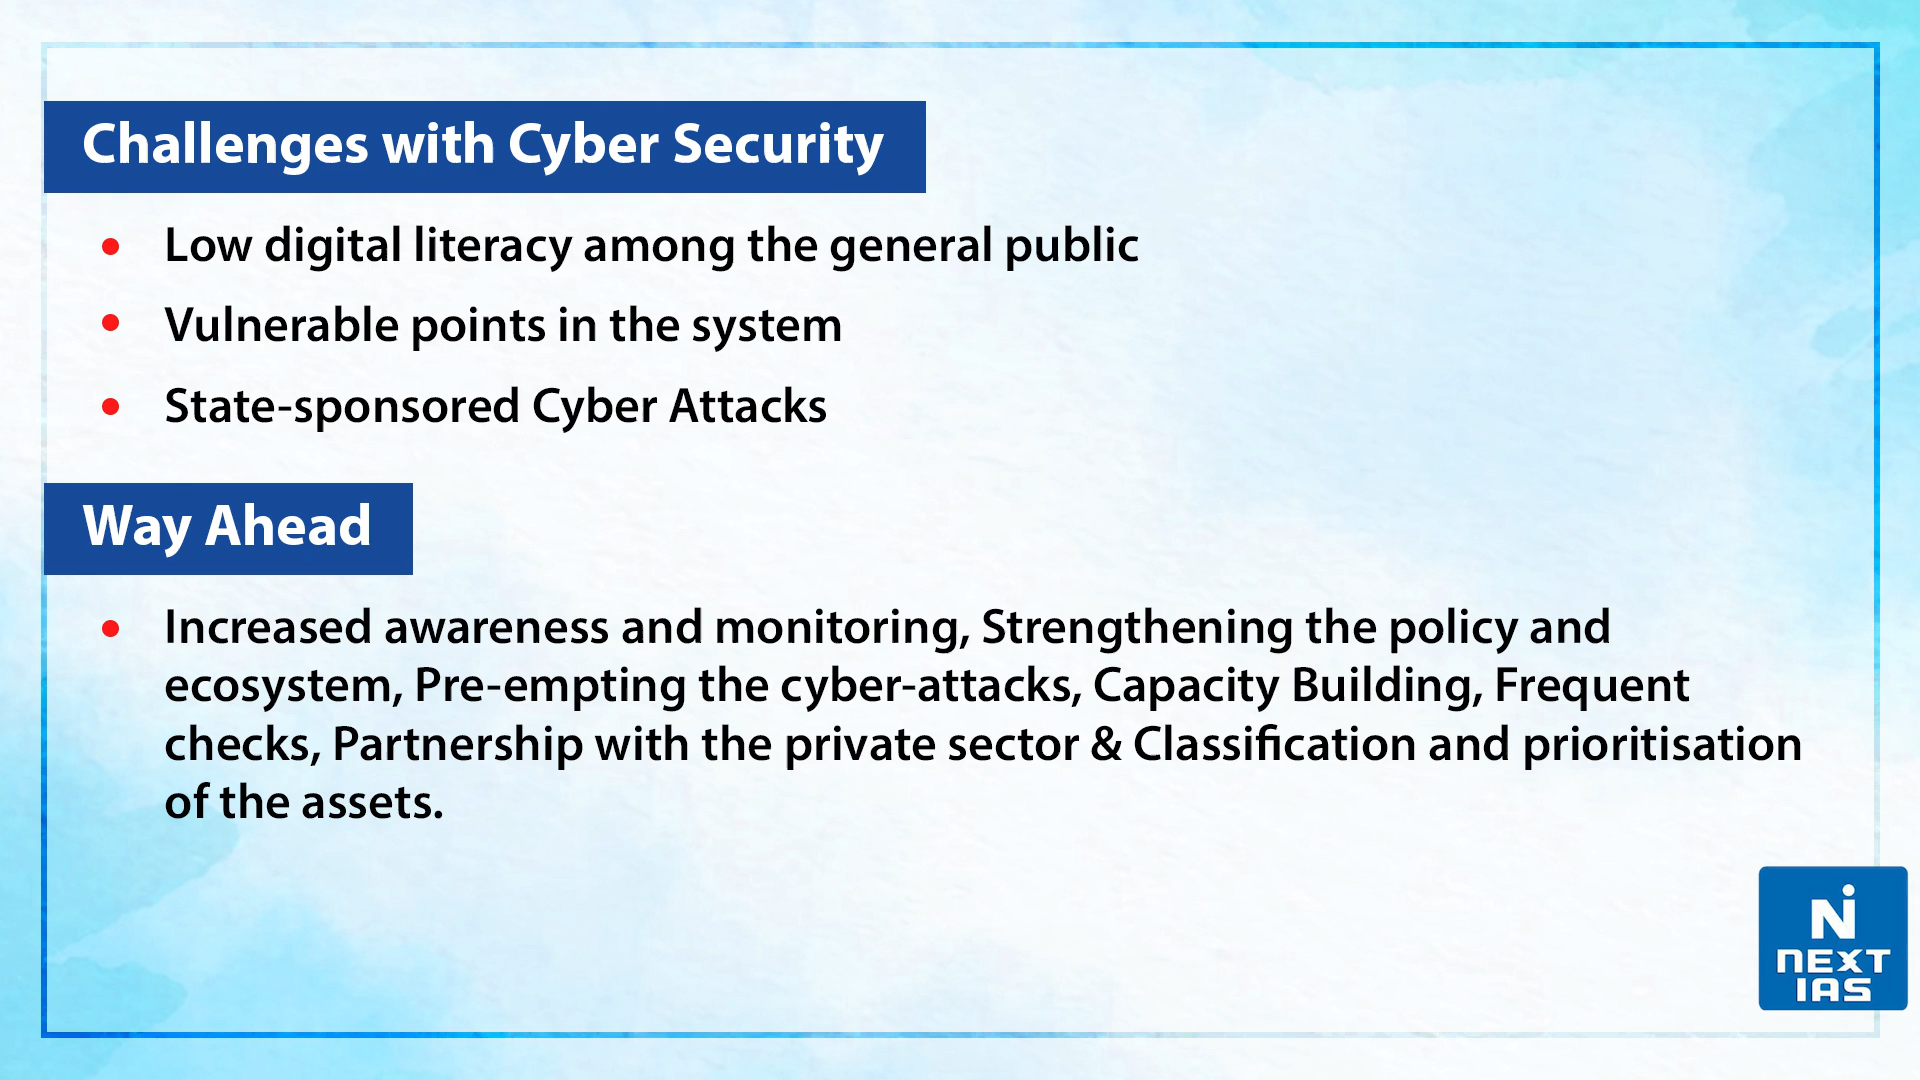 Challenges with Cyber Security
Low digital literacy among the general public
Vulnerable points in the system
State-sponsored Cyber Attacks
Way Ahead
Increased awareness and monitoring, Strengthening the policy and
ecosystem, Pre-empting the cyber-attacks, Capacity Building, Frequent
checks, Partnership with the private sector & Classification and prioritisation
of the assets.
N
NEXT
IAS